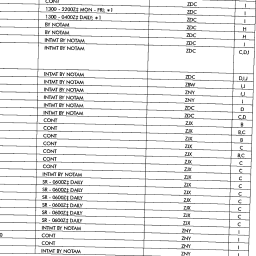 CONT ZDC I
1300 - 2200Z‡ MON - FRI; *1 ZDC I
1300 - 0400Z‡ DAILY; *1 ZDC I
BY NOTAM ZDC H
BY NOTAM ZDC H
INTMT BY NOTAM ZDC I
INTMT BY NOTAM ZDC C,D,I
INTMT BY NOTAM ZDC D,I,J
INTMT BY NOTAM ZBW I,J
INTMT BY NOTAM ZNY I,J
INTMT BY NOTAM ZNY I
INTMT BY NOTAM ZDC D
INTMT BY NOTAM ZDC C,D
CONT ZJX B
CONT ZJX B,C
CONT ZJX B
CONT ZJX C
CONT ZJX B,C
CONT ZJX C
CONT ZJX C
INTMT BY NOTAM ZJX C
SR - 0600Z‡ DAILY ZJX C
SR - 0600Z‡ DAILY ZJX C
SR - 0600Z‡ DAILY ZJX C
SR - 0600Z‡ DAILY ZJX C
SR - 0600Z‡ DAILY ZJX C
INTMT BY NOTAM ZNY I
CONT ZNY I
CONT ZNY I
INTMT BY NOTAM ZNY I